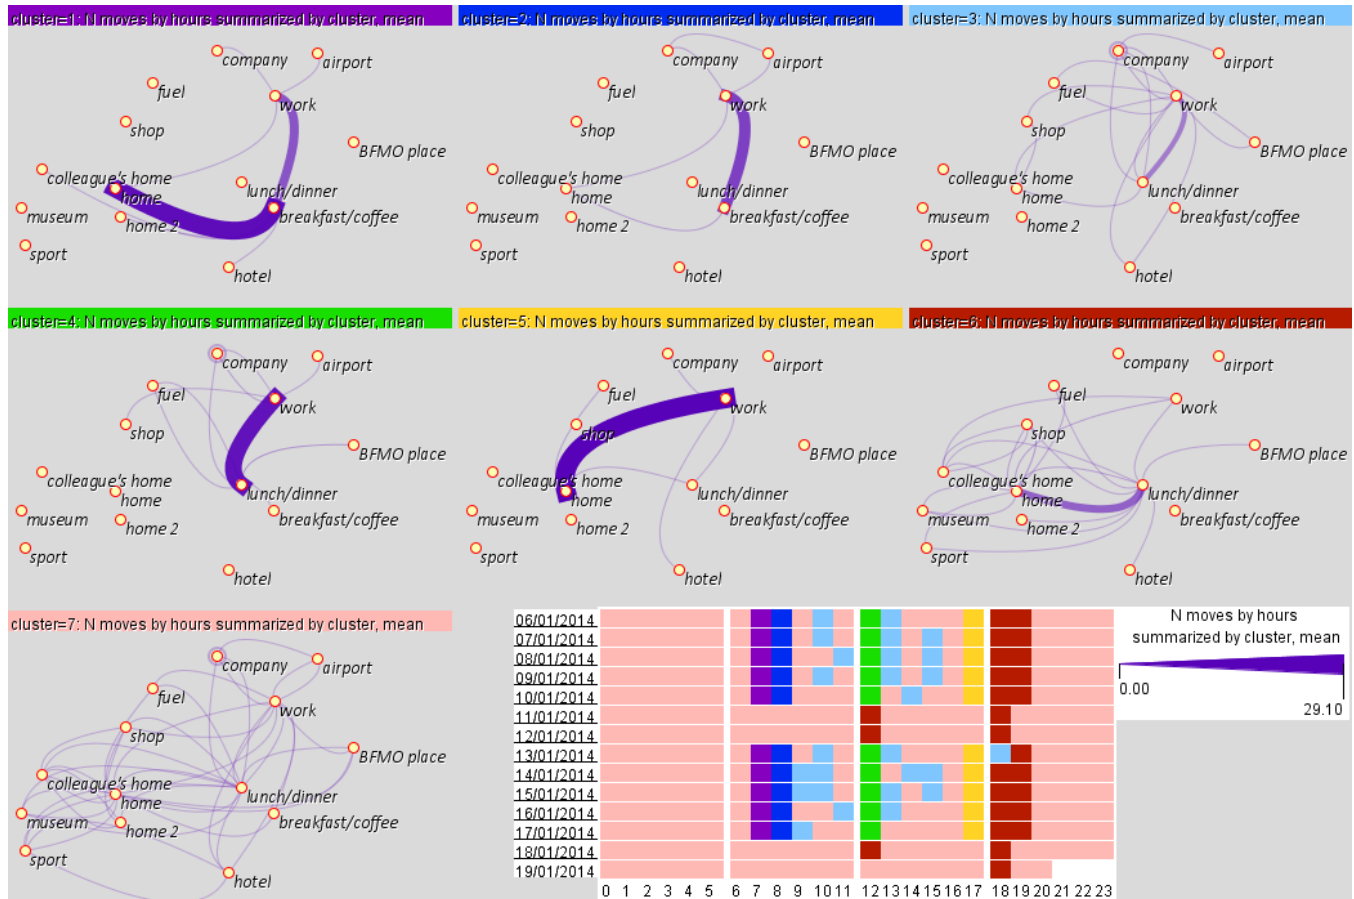 cluster=1: N moves by hours summarized by cluster, mean
company
airport
fuel
work
shop
BFMO place
colleague's home
home
lunch/dinner
museum
home 2
breakfast/coffee
sport
hotel
cluster=2: N moves by hours summarized by cluster, mean
company
airport
fuel
work
shop
BFMO place
colleague's home
home
lunch/dinner
museum
home 2
breakfast/coffee
sport
hotel
cluster=3: N moves by hours summarized by cluster, mean
company
airport
fuel
work
shop
BFMO place
colleague's home
home
lunch/dinner
museum
home 2
breakfast/coffee
sport
hotel
cluster=4: N moves by hours summarized by cluster, mean
company
airport
fuel
work
shop
BFMO place
colleague's home
home
lunch/dinner
museum
home 2
breakfast/coffee
sport
hotel
cluster=5: N moves by hours summarized by cluster, mean
company
airport
fuel
work
shop
BFMO place
colleague's home
home
lunch/dinner
museum
home 2
breakfast/coffee
sport
hotel
cluster=6: N moves by hours summarized by cluster, mean
company
airport
fuel
work
shop
BFMO place
colleague's home
home
lunch/dinner
museum
home 2
breakfast/coffee
sport
hotel
cluster=7: N moves by hours summarized by cluster, mean
company
airport
fuel
work
shop
BFMO place
colleague's home
home
lunch/dinner
museum
home 2
breakfast/coffee
sport
hotel
06/01/2014
07/01/2014
08/01/2014
09/01/2014
10/01/2014
11/01/2014
12/01/2014
13/01/2014
14/01/2014
15/01/2014
16/01/2014
17/01/2014
18/01/2014
19/01/2014
0 1 2 3 4 5 6 7 8 9 10 11 12 13 14 15 16 17 18 19 20 21 22 23
N moves by hours
summarized by cluster, mean
0.00
29.10